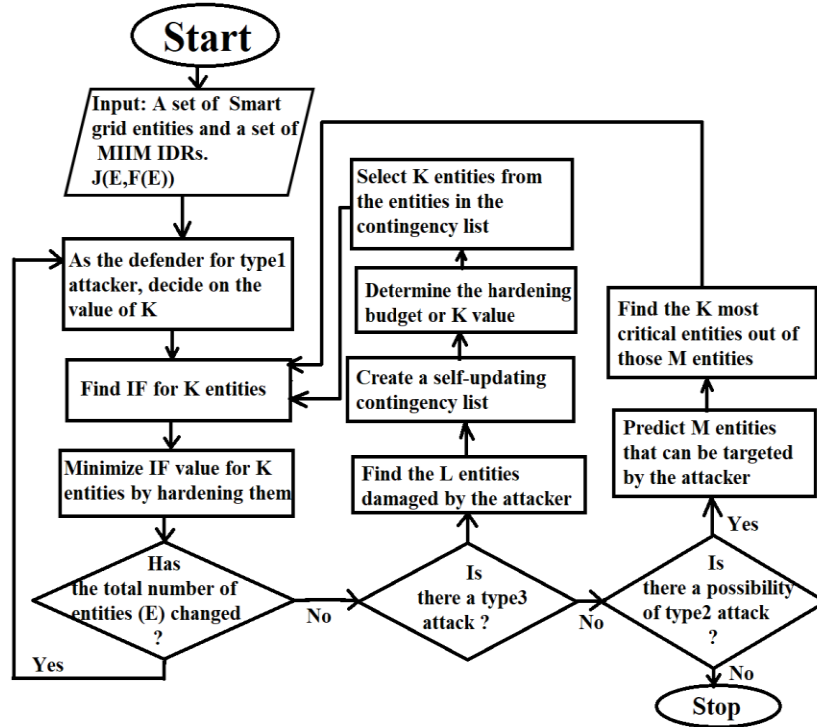 Start
Input: A set of Smart
grid entities and a set of
MIIM IDRs.
J(E,F(E))
As the defender for type1
attacker, decide on the
value of K
Find IF for K entities
Minimize IF value for K
entities by hardening them
Has
the total number of
entities (E) changed
?
Yes
No
Select K entities from
the entities in the
contingency list
Determine the hardening
budget or K value
Create a self-updating
contingency list
Find the L entities
damaged by the attacker
Is
there a type3
attack ?
No
Find the K most
critical entities out of
those M entities
Predict M entities
that can be targeted
by the attacker
Yes
Is
there a possibility
of type2 attack
?
No
Stop